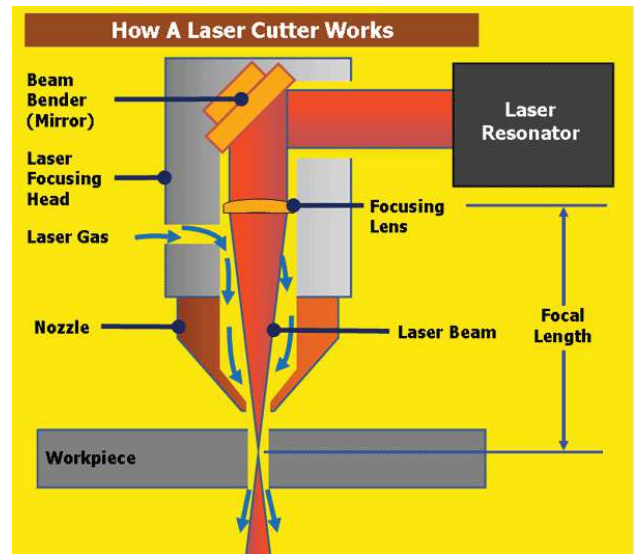 How A Laser Cutter Works
Beam
Bender
(Mirror)
Laser
Resonator
Laser
Focusing
Head
Focusing
Lens
Laser Gas
Focal
Length
Nozzle
Laser Beam
Workpiece